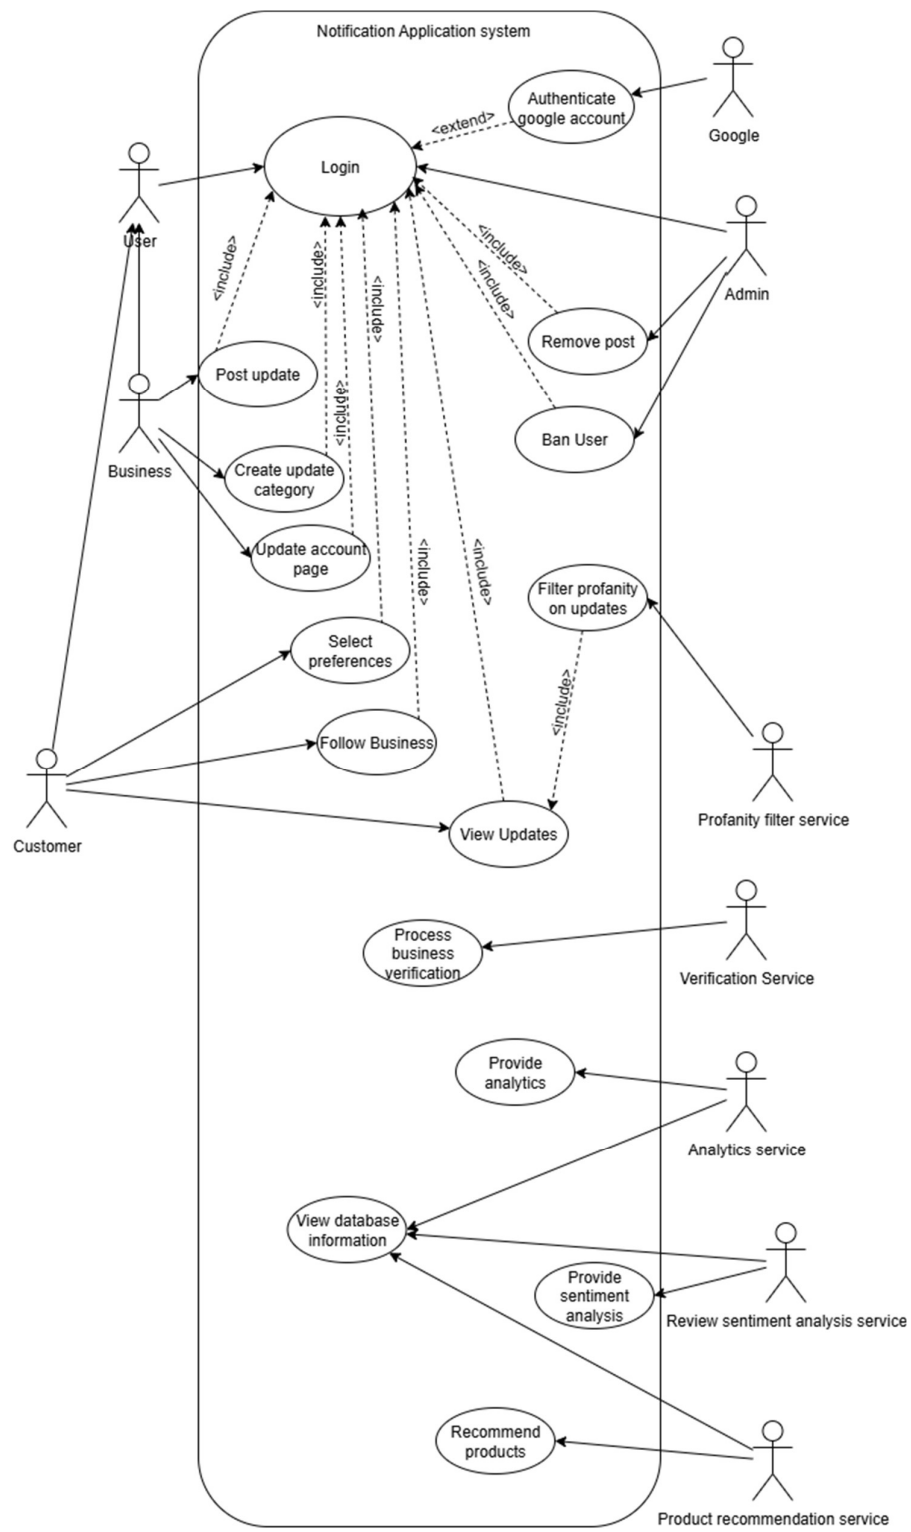 Notification Application system
Authenticate
google account
Google
<extend>
Login
User
<include>
<include>
<include>
<include>
<include>
Admin
Remove post
Post update
Business
<include>
Ban User
Create update
category
Update account
page
<include>
<include>
Filter profanity
on updates
Select
preferences
<include>
Follow Business
Customer
View Updates
Profanity filter service
Process
business
verification
Verification Service
Provide
analytics
Analytics service
View database
information
Provide
sentiment
analysis
Review sentiment analysis service
Recommend
products
Product recommendation service